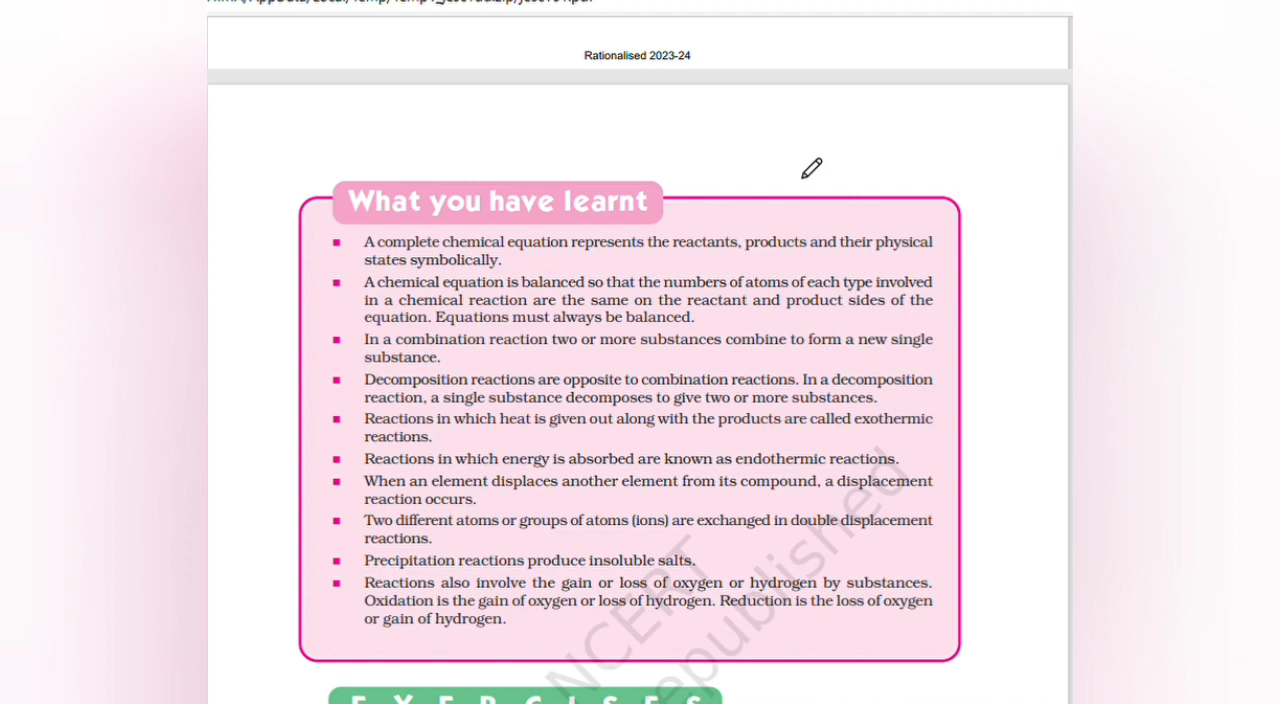 Rationalised 2023-24
What you have learnt
■ A complete chemical equation represents the reactants, products and their physical
states symbolically.
■ A chemical equation is balanced so that the numbers of atoms of each type involved
in a chemical reaction are the same on the reactant and product sides of the
equation. Equations must always be balanced.
■ In a combination reaction two or more substances combine to form a new single
substance.
■ Decomposition reactions are opposite to combination reactions. In a decomposition
reaction, a single substance decomposes to give two or more substances.
■ Reactions in which heat is given out along with the products are called exothermic
reactions.
■ Reactions in which energy is absorbed are known as endothermic reactions.
■ When an element displaces another element from its compound, a displacement
reaction occurs.
■ Two different atoms or groups of atoms (ions) are exchanged in double displacement
reactions.
■ Precipitation reactions produce insoluble salts.
■ Reactions also involve the gain or loss of oxygen or hydrogen by substances.
Oxidation is the gain of oxygen or loss of hydrogen. Reduction is the loss of oxygen
or gain of hydrogen.
NCERT
republished
EXERCISES